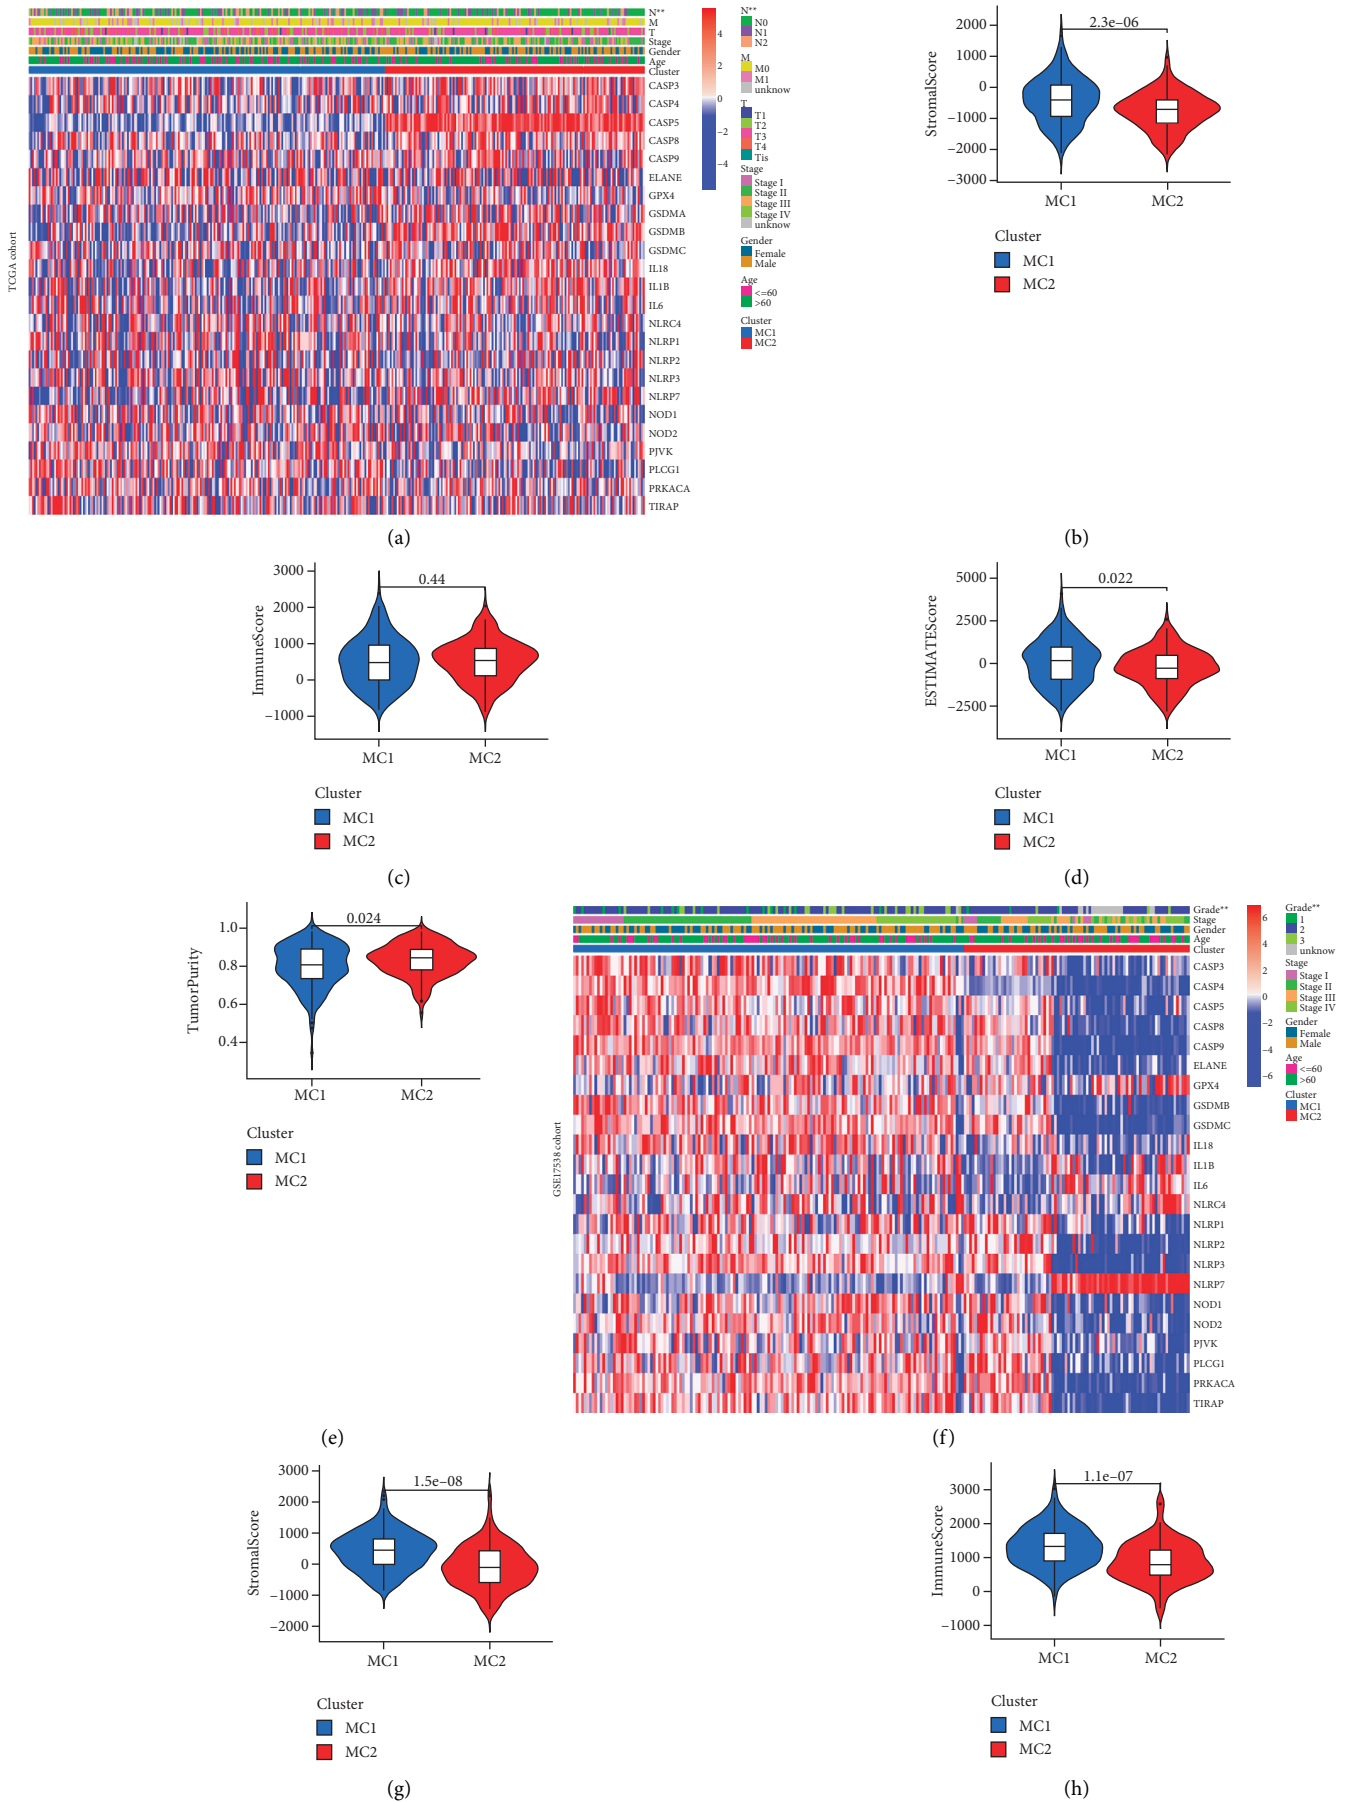 N**
M
T
Stage
Gender
Age
Cluster
CASP3
CASP4
CASP5
CASP8
CASP9
ELANE
GPX4
GSDMA
GSDMB
GSDMC
IL18
IL1B
IL6
NLRC4
NLRP1
NLRP2
NLRP3
NLRP7
NOD1
NOD2
PJVK
PLCG1
PRKACA
TIRAP
TCGA cohort
4
2
0
−2
−4
N**
N0
N1
N2
M
M0
M1
unknow
T
T1
T2
T3
T4
Tis
Stage
Stage I
Stage II
Stage III
Stage IV
unknow
Gender
Female
Male
Age
<=60
>60
Cluster
MC1
MC2
(a)
2.3e−06
2000
1000
0
−1000
−2000
−3000
StromalScore
MC1 MC2
Cluster
MC1
MC2
(b)
0.44
3000
2000
1000
0
−1000
ImmuneScore
MC1 MC2
Cluster
MC1
MC2
(c)
0.022
5000
2500
0
−2500
ESTIMATEScore
MC1 MC2
Cluster
MC1
MC2
(d)
0.024
1.0
0.8
0.6
0.4
TumorPurity
MC1 MC2
Cluster
MC1
MC2
(e)
Grade**
Stage
Gender
Age
Cluster
CASP3
CASP4
CASP5
CASP8
CASP9
ELANE
GPX4
GSDMB
GSDMC
IL18
IL1B
IL6
NLRC4
NLRP1
NLRP2
NLRP3
NLRP7
NOD1
NOD2
PJVK
PLCG1
PRKACA
TIRAP
GSE17538 cohort
6
4
2
0
−2
−4
−6
Grade**
1
2
3
unknow
Stage
Stage I
Stage II
Stage III
Stage IV
Gender
Female
Male
Age
<=60
>60
Cluster
MC1
MC2
(f)
1.5e−08
3000
2000
1000
0
−1000
−2000
StromalScore
MC1 MC2
Cluster
MC1
MC2
(g)
1.1e−07
3000
2000
1000
0
−1000
ImmuneScore
MC1 MC2
Cluster
MC1
MC2
(h)